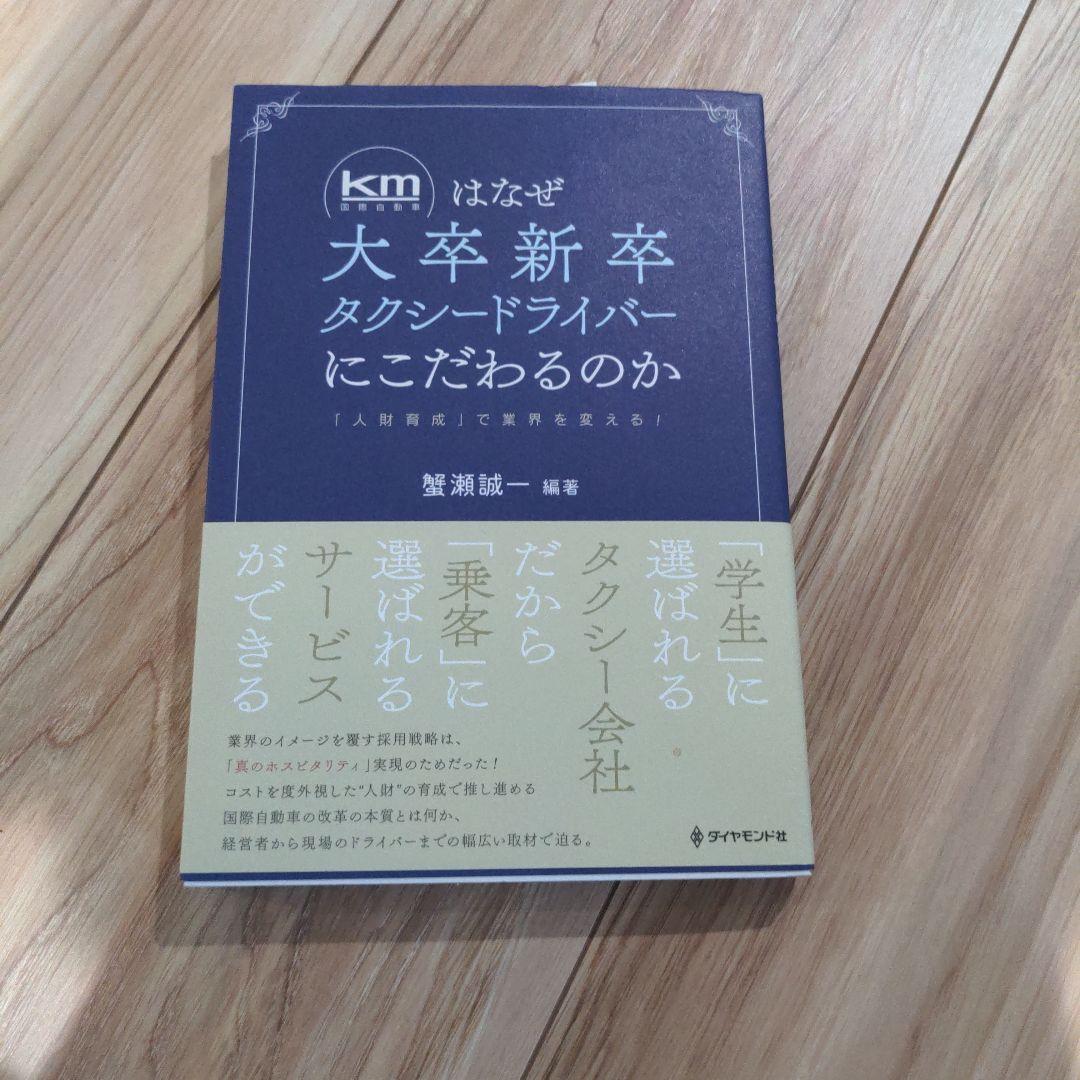 km
国際自動車
はなぜ
大卒新卒
タクシードライバー
にこだわるのか
「人財育成」で業界を変える!
蟹瀬誠一 編著
「学生」に
選ばれる
タクシー会社
だから
「乗客」に
選ばれる
サービス
ができる
業界のイメージを覆す採用戦略は、
「真のホスピタリティ」実現のためだった!
コストを度外視した“人財”の育成で推し進める
国際自動車の改革の本質とは何か、
経営者から現場のドライバーまでの幅広い取材で迫る。
ダイヤモンド社